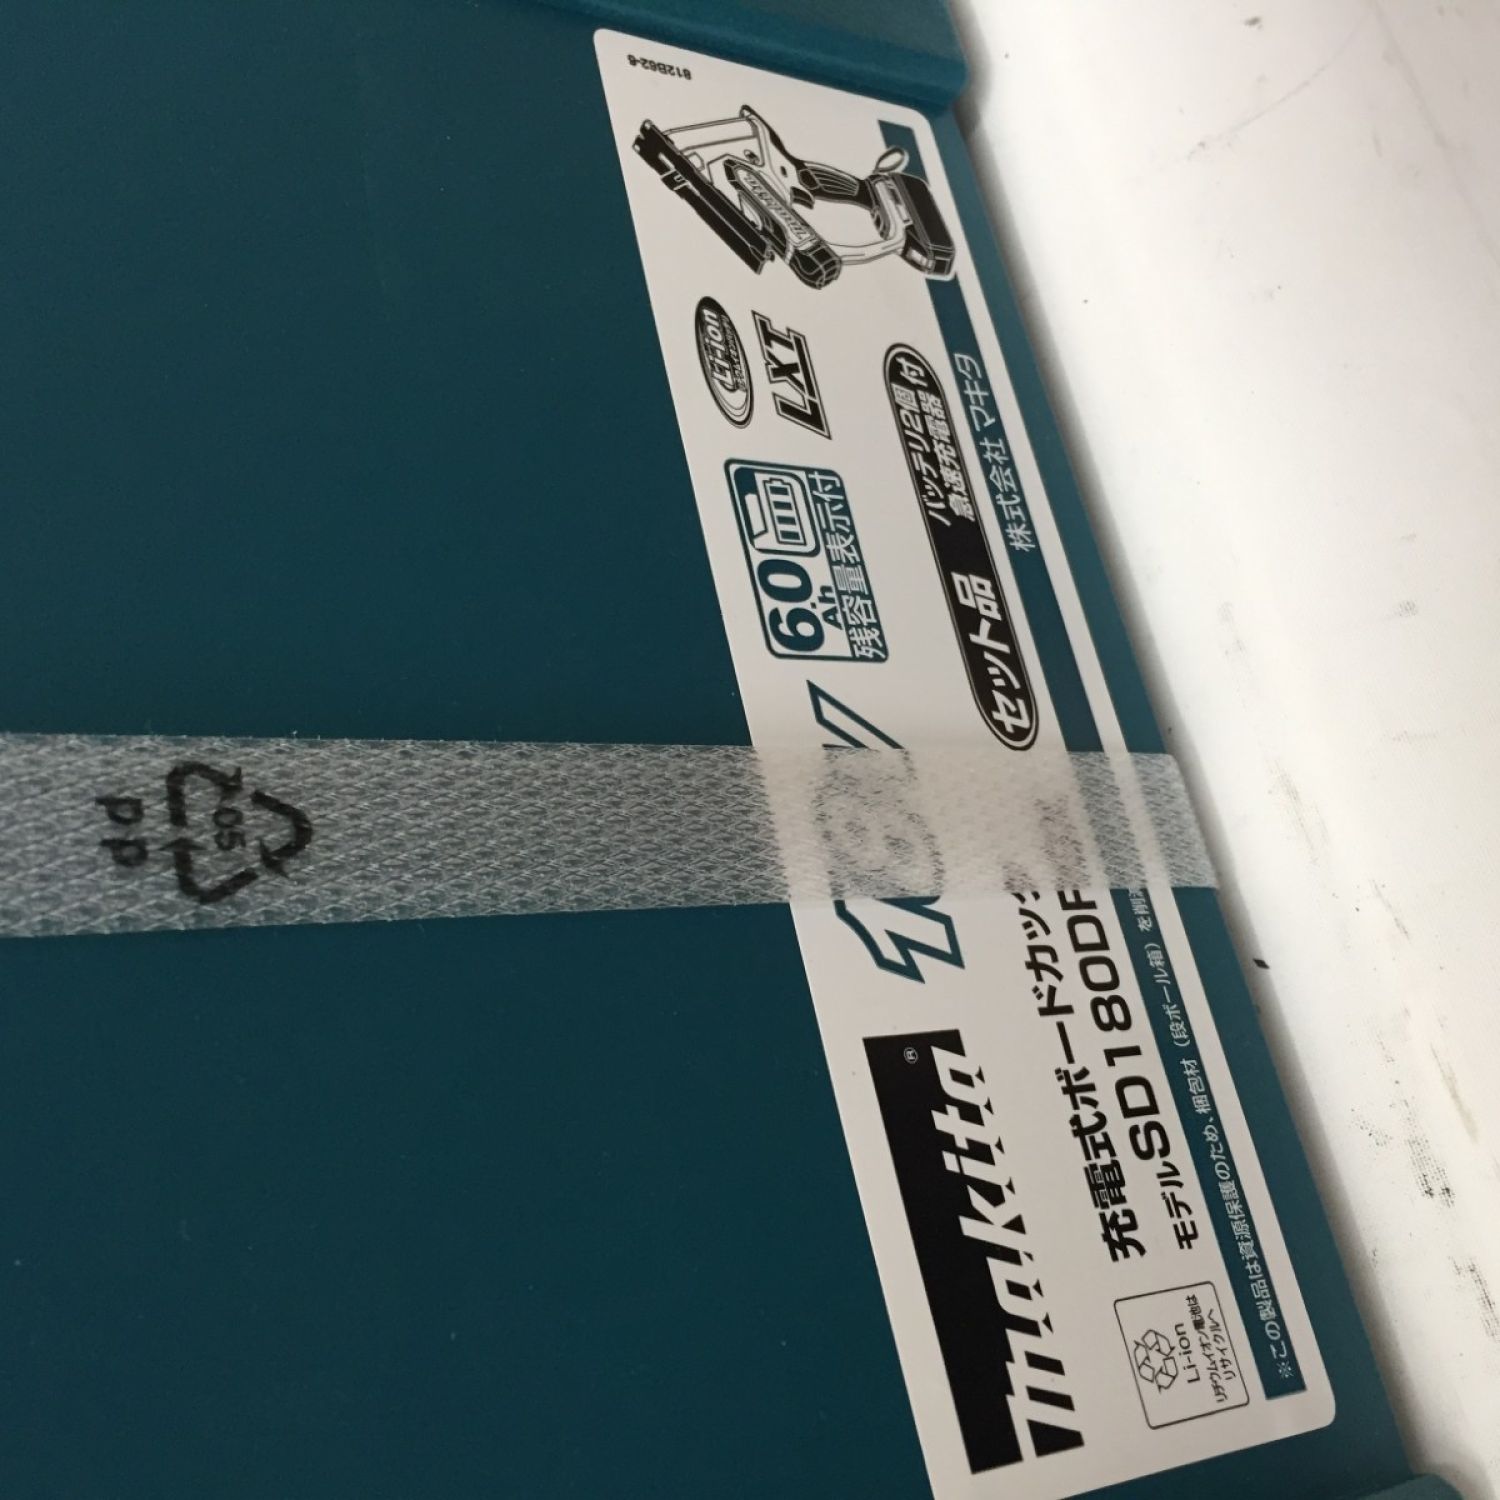 makita®
充電式ボードカッ
モデルSD180D
18V
6.0
Ah
残容量表示付
Li-ion
LXT
セット品
バッテリ2個付
急速充電器
株式会社 マキタ
※この製品は資源保護のため、梱包材（段ボール箱）を削
Li-ion
リチウムイオン電池は
リサイクルへ
812B62-6
PP
05